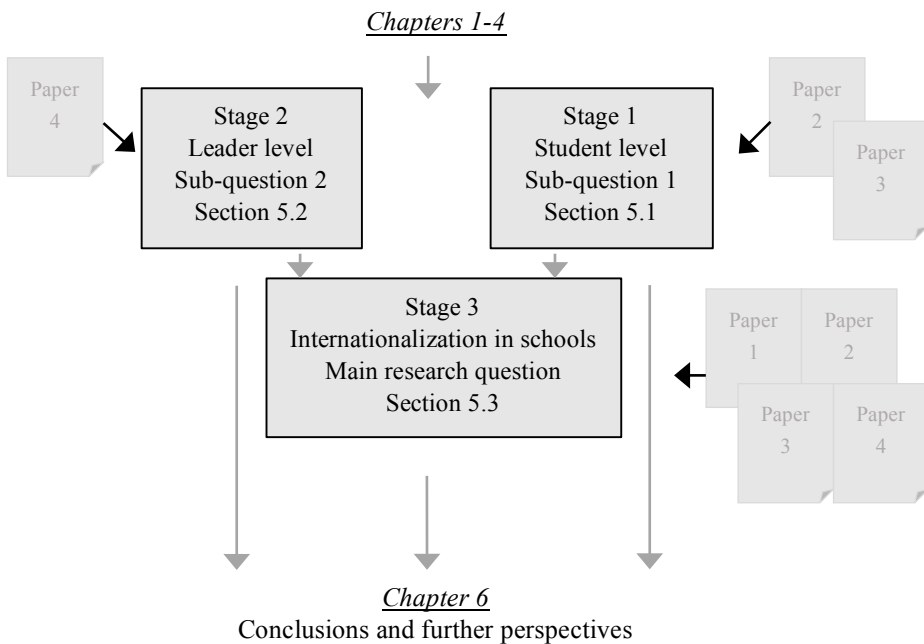 Chapters 1-4
Paper
4
Stage 2
Leader level
Sub-question 2
Section 5.2
Stage 1
Student level
Sub-question 1
Section 5.1
Paper
2
Paper
3
Stage 3
Internationalization in schools
Main research question
Section 5.3
Paper
1
Paper
2
Paper
3
Paper
4
Chapter 6
Conclusions and further perspectives